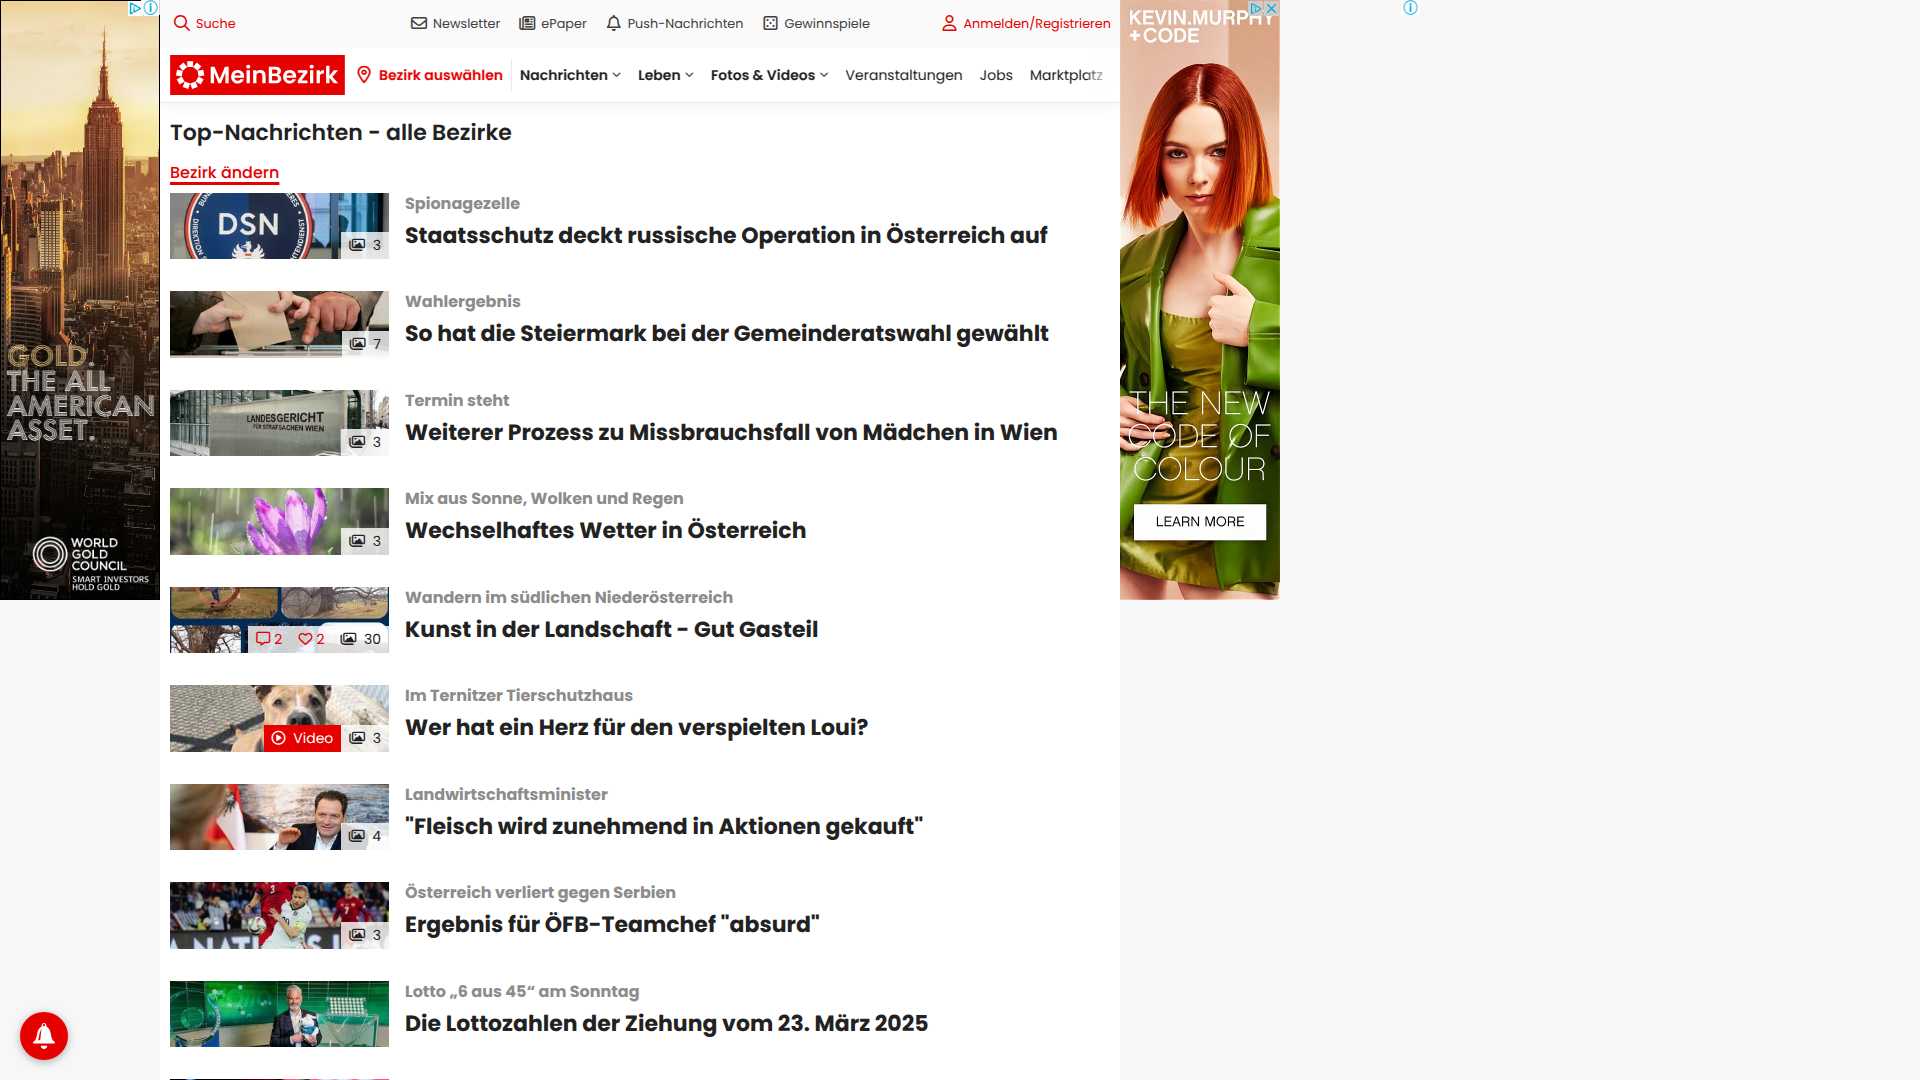 Suche
Newsletter
ePaper
Push-Nachrichten
Gewinnspiele
Anmelden/Registrieren
MeinBezirk
Bezirk auswählen
Nachrichten
Leben
Fotos & Videos
Veranstaltungen
Jobs
Marktplatz
Top-Nachrichten - alle Bezirke
Bezirk ändern
DSN
3
Spionagezelle
Staatsschutz deckt russische Operation in Österreich auf
7
Wahlergebnis
So hat die Steiermark bei der Gemeinderatswahl gewählt
LANDESGERICHT
FÜR STRAFSACHEN WIEN
3
Termin steht
Weiterer Prozess zu Missbrauchsfall von Mädchen in Wien
3
Mix aus Sonne, Wolken und Regen
Wechselhaftes Wetter in Österreich
2
2
30
Wandern im südlichen Niederösterreich
Kunst in der Landschaft - Gut Gasteil
Video
3
Im Ternitzer Tierschutzhaus
Wer hat ein Herz für den verspielten Loui?
4
Landwirtschaftsminister
"Fleisch wird zunehmend in Aktionen gekauft"
3
Österreich verliert gegen Serbien
Ergebnis für ÖFB-Teamchef "absurd"
Lotto „6 aus 45“ am Sonntag
Die Lottozahlen der Ziehung vom 23. März 2025
GOLD.
THE ALL
AMERICAN
ASSET.
WORLD
GOLD
COUNCIL
SMART INVESTORS
HOLD GOLD
KEVIN.MURPHY
+CODE
THE NEW
CODE OF
COLOUR
LEARN MORE